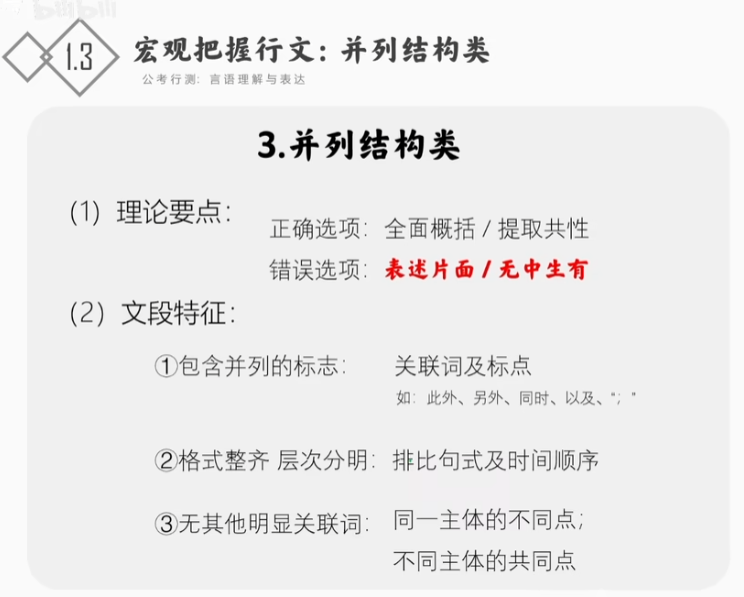 bilibili
1.3
宏观把握行文：并列结构类
公考行测：言语理解与表达
3.并列结构类
(1) 理论要点：
正确选项：全面概括 / 提取共性
错误选项：表述片面 / 无中生有
(2) 文段特征：
①包含并列的标志： 关联词及标点
如：此外、另外、同时、以及、“；”
②格式整齐 层次分明：排比句式及时间顺序
③无其他明显关联词：同一主体的不同点；
不同主体的共同点